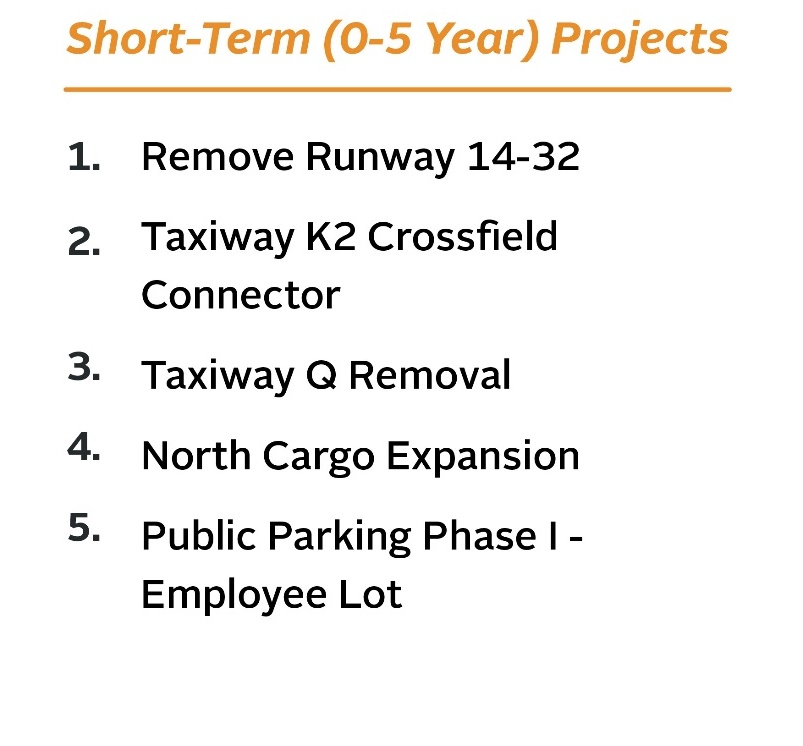 Short-Term (0-5 Year) Projects
1. Remove Runway 14-32
2. Taxiway K2 Crossfield
Connector
3. Taxiway Q Removal
4. North Cargo Expansion
5. Public Parking Phase I -
Employee Lot